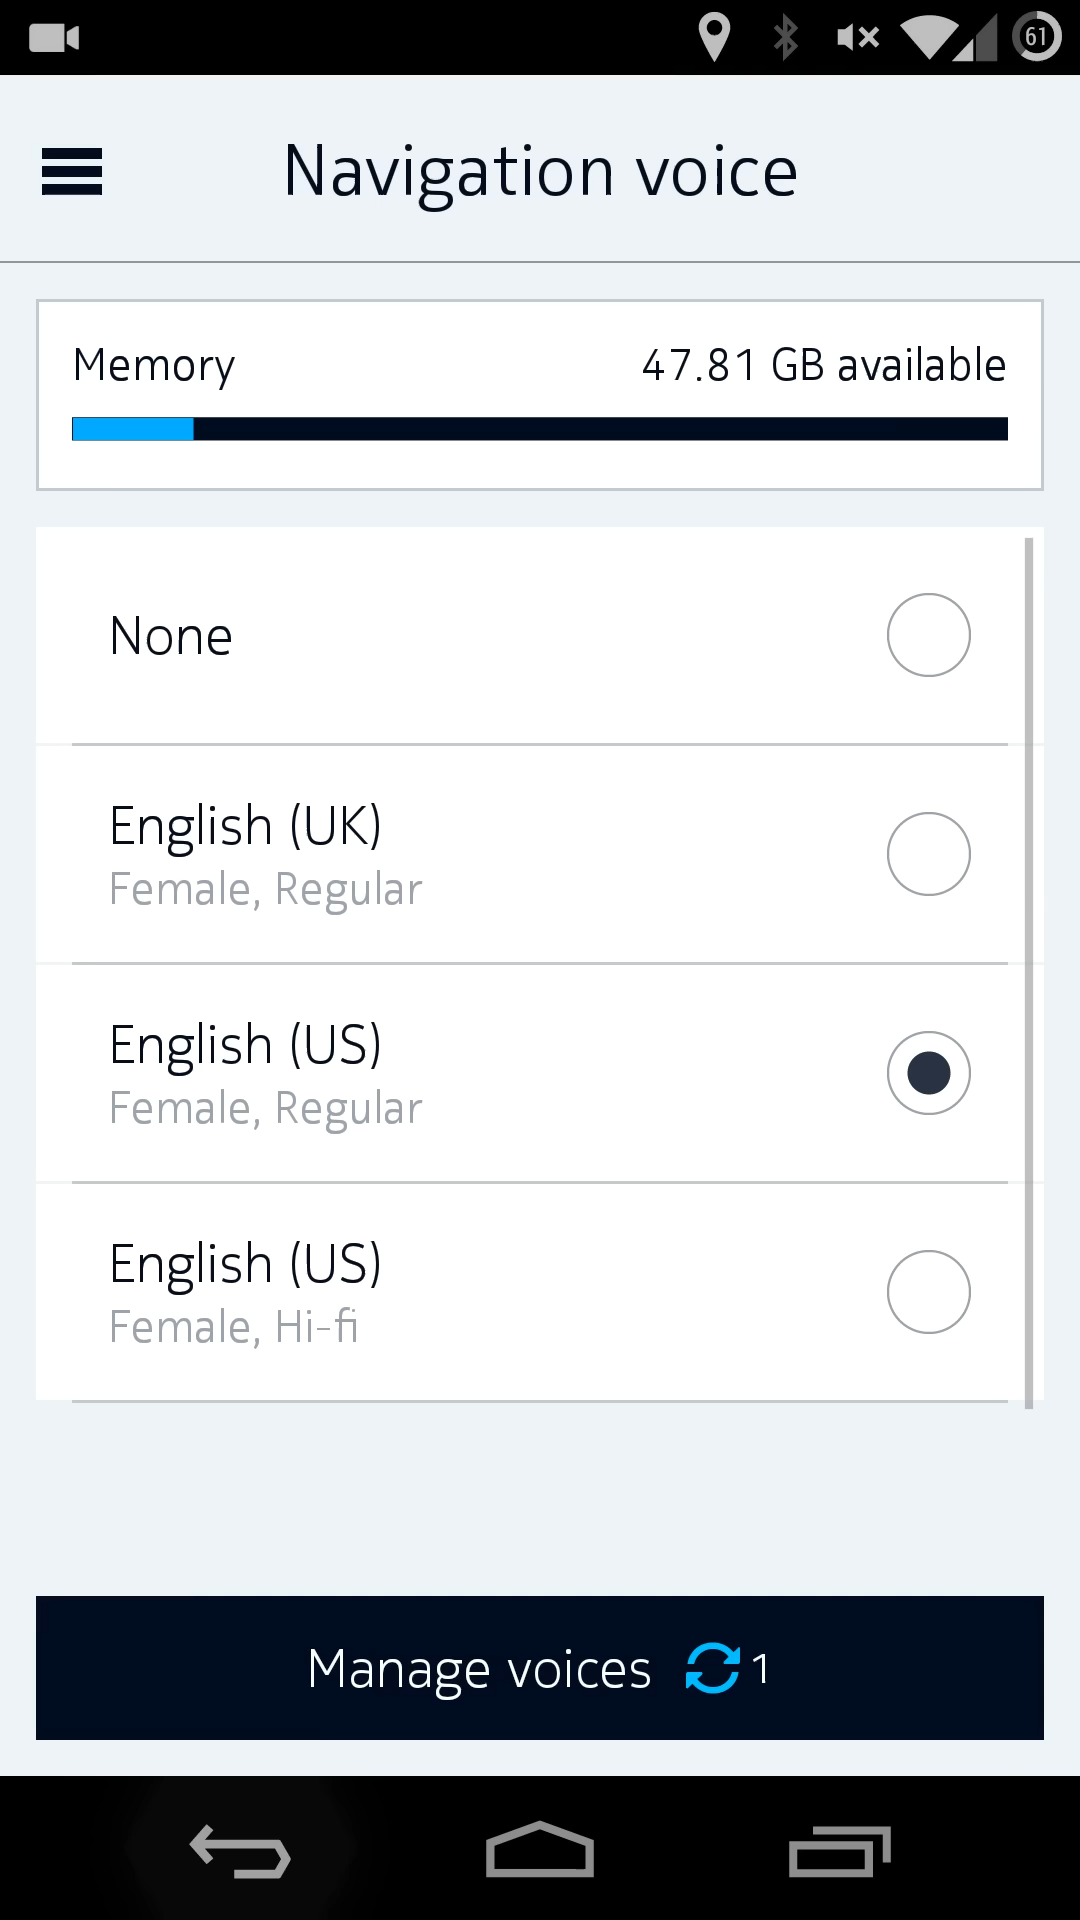 61
Navigation voice
Memory 47.81 GB available
None
English (UK)
Female, Regular
English (US)
Female, Regular
English (US)
Female, Hi-fi
Manage voices 1